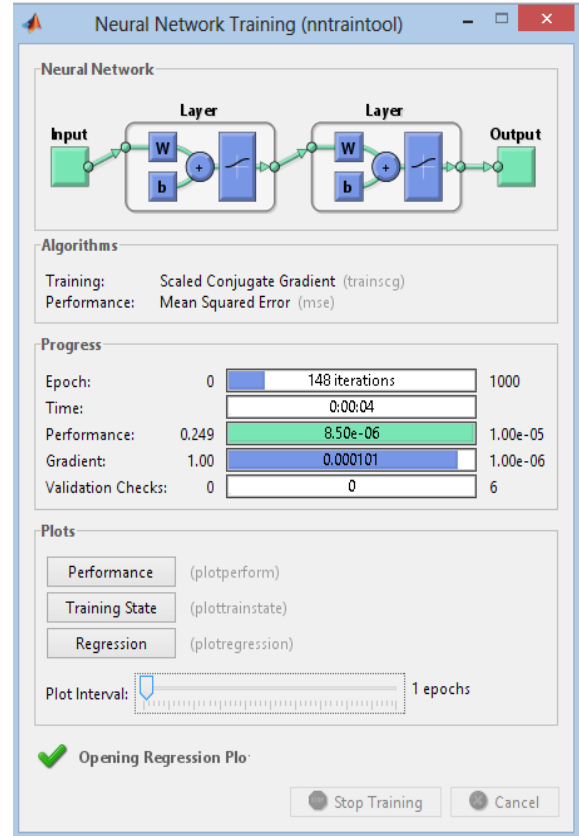 Neural Network Training (nntraintool)
Neural Network
Layer Layer
Input Output
W W
+ +
b b
Algorithms
Training: Scaled Conjugate Gradient (trainscg)
Performance: Mean Squared Error (mse)
Progress
Epoch: 0 148 iterations 1000
Time: 0:00:04
Performance: 0.249 8.50e-06 1.00e-05
Gradient: 1.00 0.000101 1.00e-06
Validation Checks: 0 0 6
Plots
Performance (plotperform)
Training State (plottrainstate)
Regression (plotregression)
Plot Interval: 1 epochs
Opening Regression Plo
Stop Training Cancel